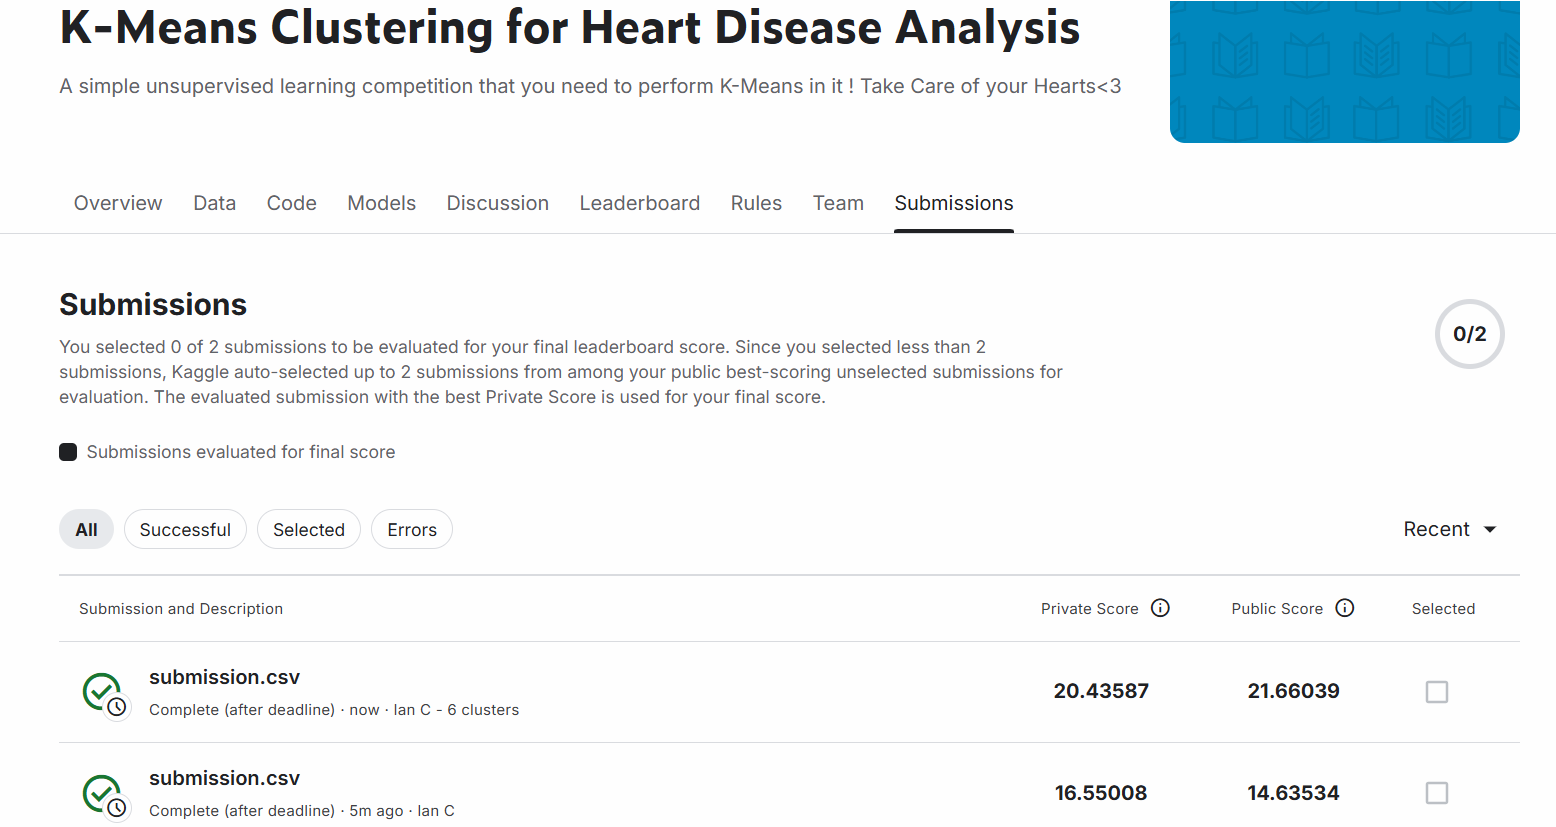 K-Means Clustering for Heart Disease Analysis
A simple unsupervised learning competition that you need to perform K-Means in it ! Take Care of your Hearts<3
Overview Data Code Models Discussion Leaderboard Rules Team Submissions
Submissions
0/2
You selected 0 of 2 submissions to be evaluated for your final leaderboard score. Since you selected less than 2
submissions, Kaggle auto-selected up to 2 submissions from among your public best-scoring unselected submissions for
evaluation. The evaluated submission with the best Private Score is used for your final score.
Submissions evaluated for final score
All Successful Selected Errors Recent
Submission and Description Private Score Public Score Selected
submission.csv
Complete (after deadline) · now · Ian C - 6 clusters
20.43587 21.66039
submission.csv
Complete (after deadline) · 5m ago · Ian C
16.55008 14.63534